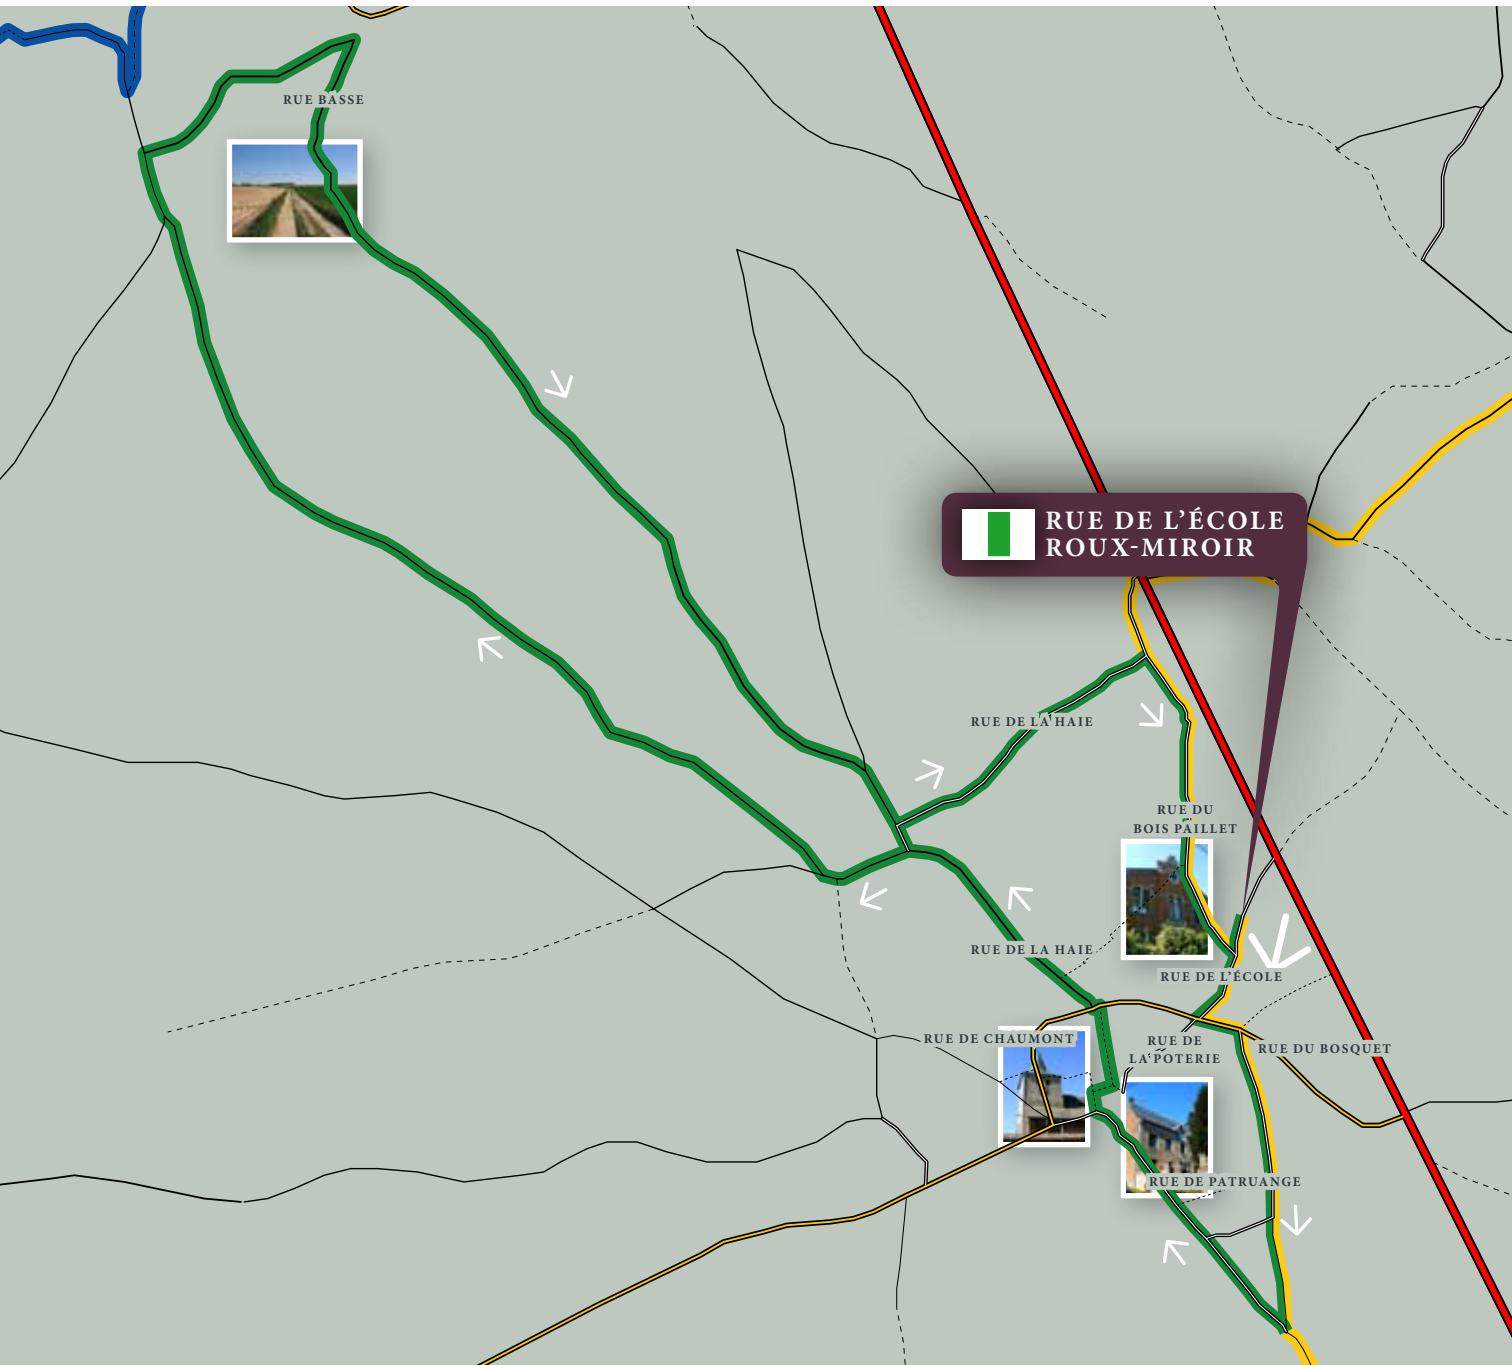 RUE BASSE
RUE DE L’ÉCOLE
ROUX-MIROIR
RUE DE LA HAIE
RUE DU
BOIS PAILLET
RUE DE LA HAIE
RUE DE L’ÉCOLE
RUE DE CHAUMONT
RUE DE
LA POTERIE
RUE DU BOSQUET
RUE DE PATRUANGE